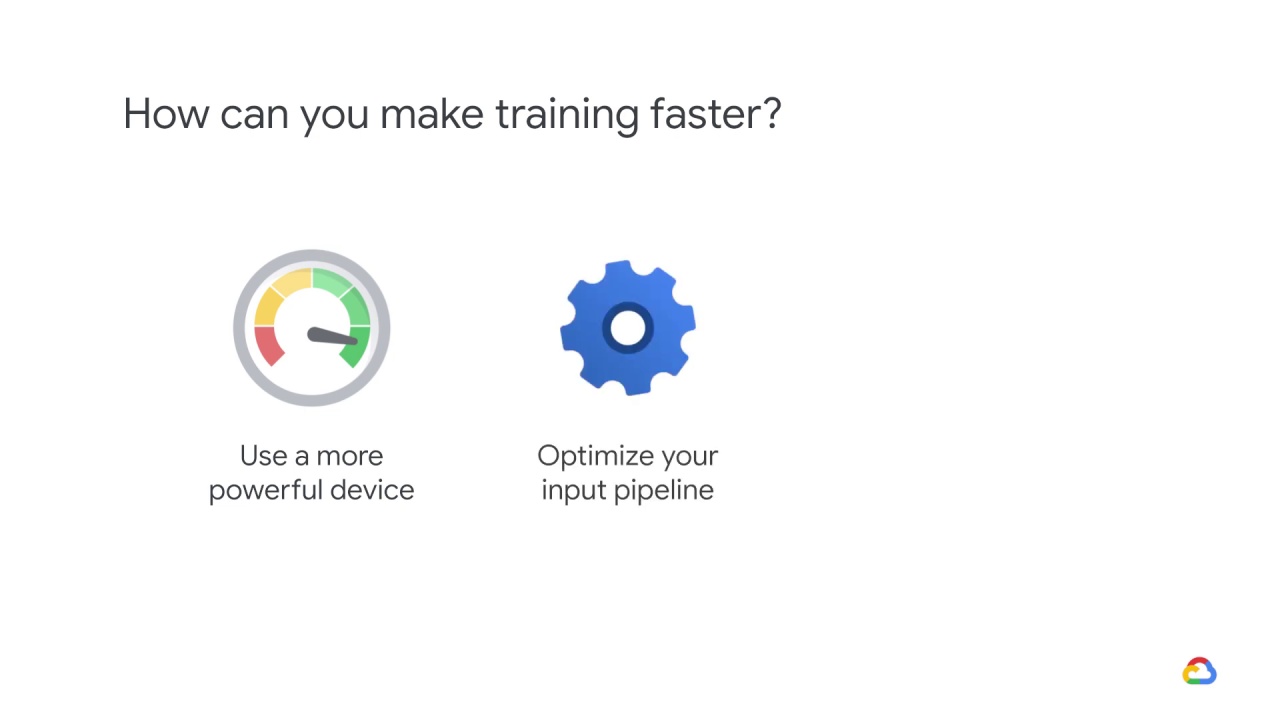 How can you make training faster?
Use a more
powerful device
Optimize your
input pipeline